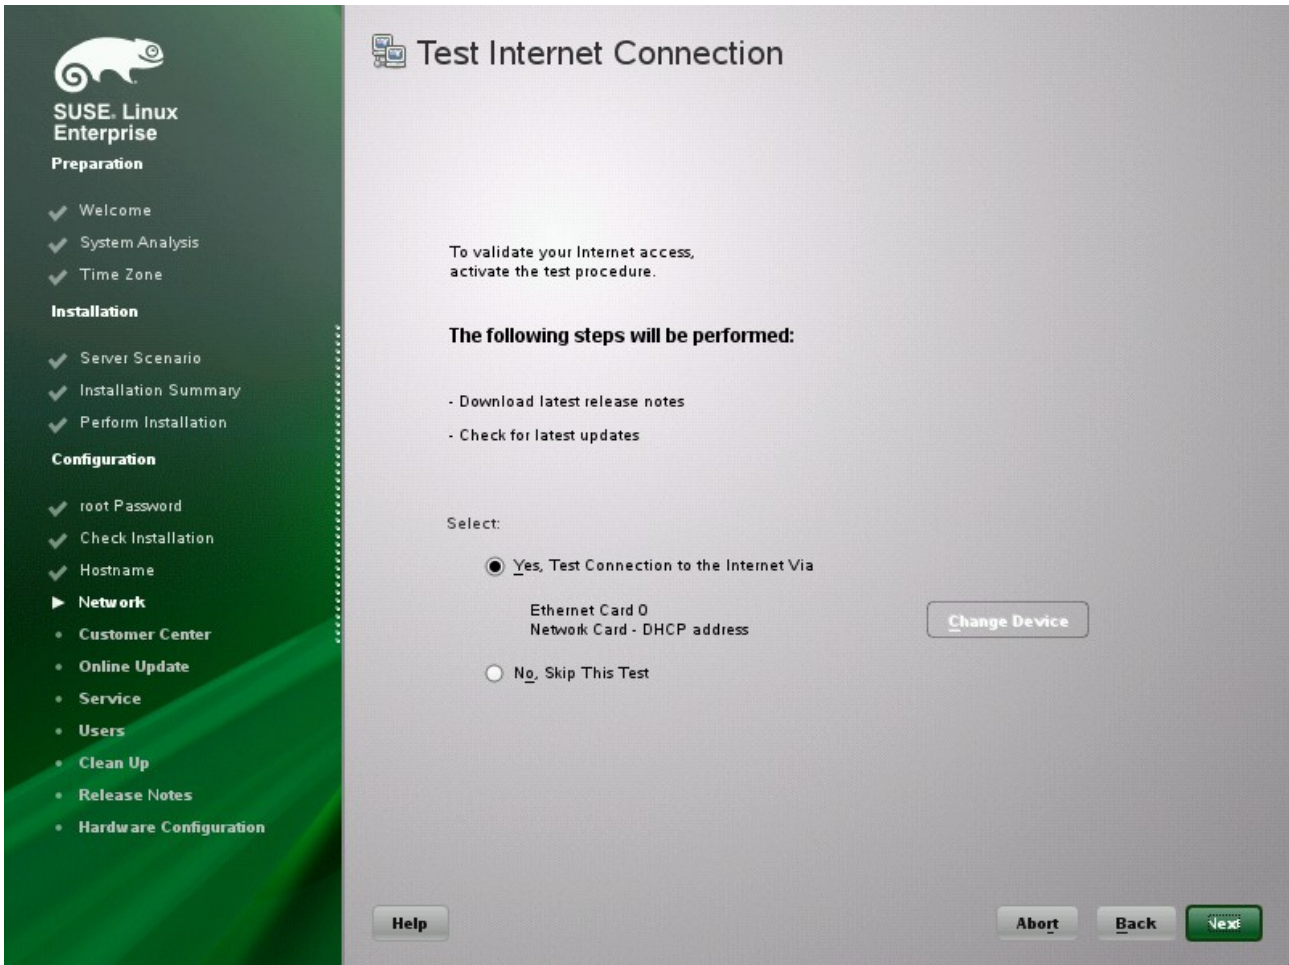 SUSE. Linux
Enterprise
Preparation
Welcome
System Analysis
Time Zone
Installation
Server Scenario
Installation Summary
Perform Installation
Configuration
root Password
Check Installation
Hostname
Network
Customer Center
Online Update
Service
Users
Clean Up
Release Notes
Hardware Configuration
Test Internet Connection
To validate your Internet access,
activate the test procedure.
The following steps will be performed:
- Download latest release notes
- Check for latest updates
Select:
Yes, Test Connection to the Internet Via
Ethernet Card 0
Network Card - DHCP address
Change Device
No, Skip This Test
Help
Abort
Back
Next